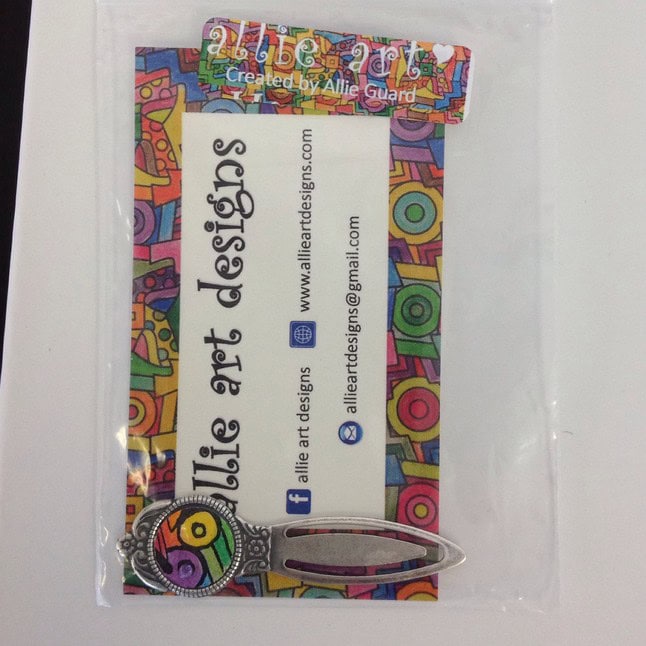 allie art
Created by Allie Guard
allie art designs
f allie art designs www.allieartdesigns.com
allieartdesigns@gmail.com